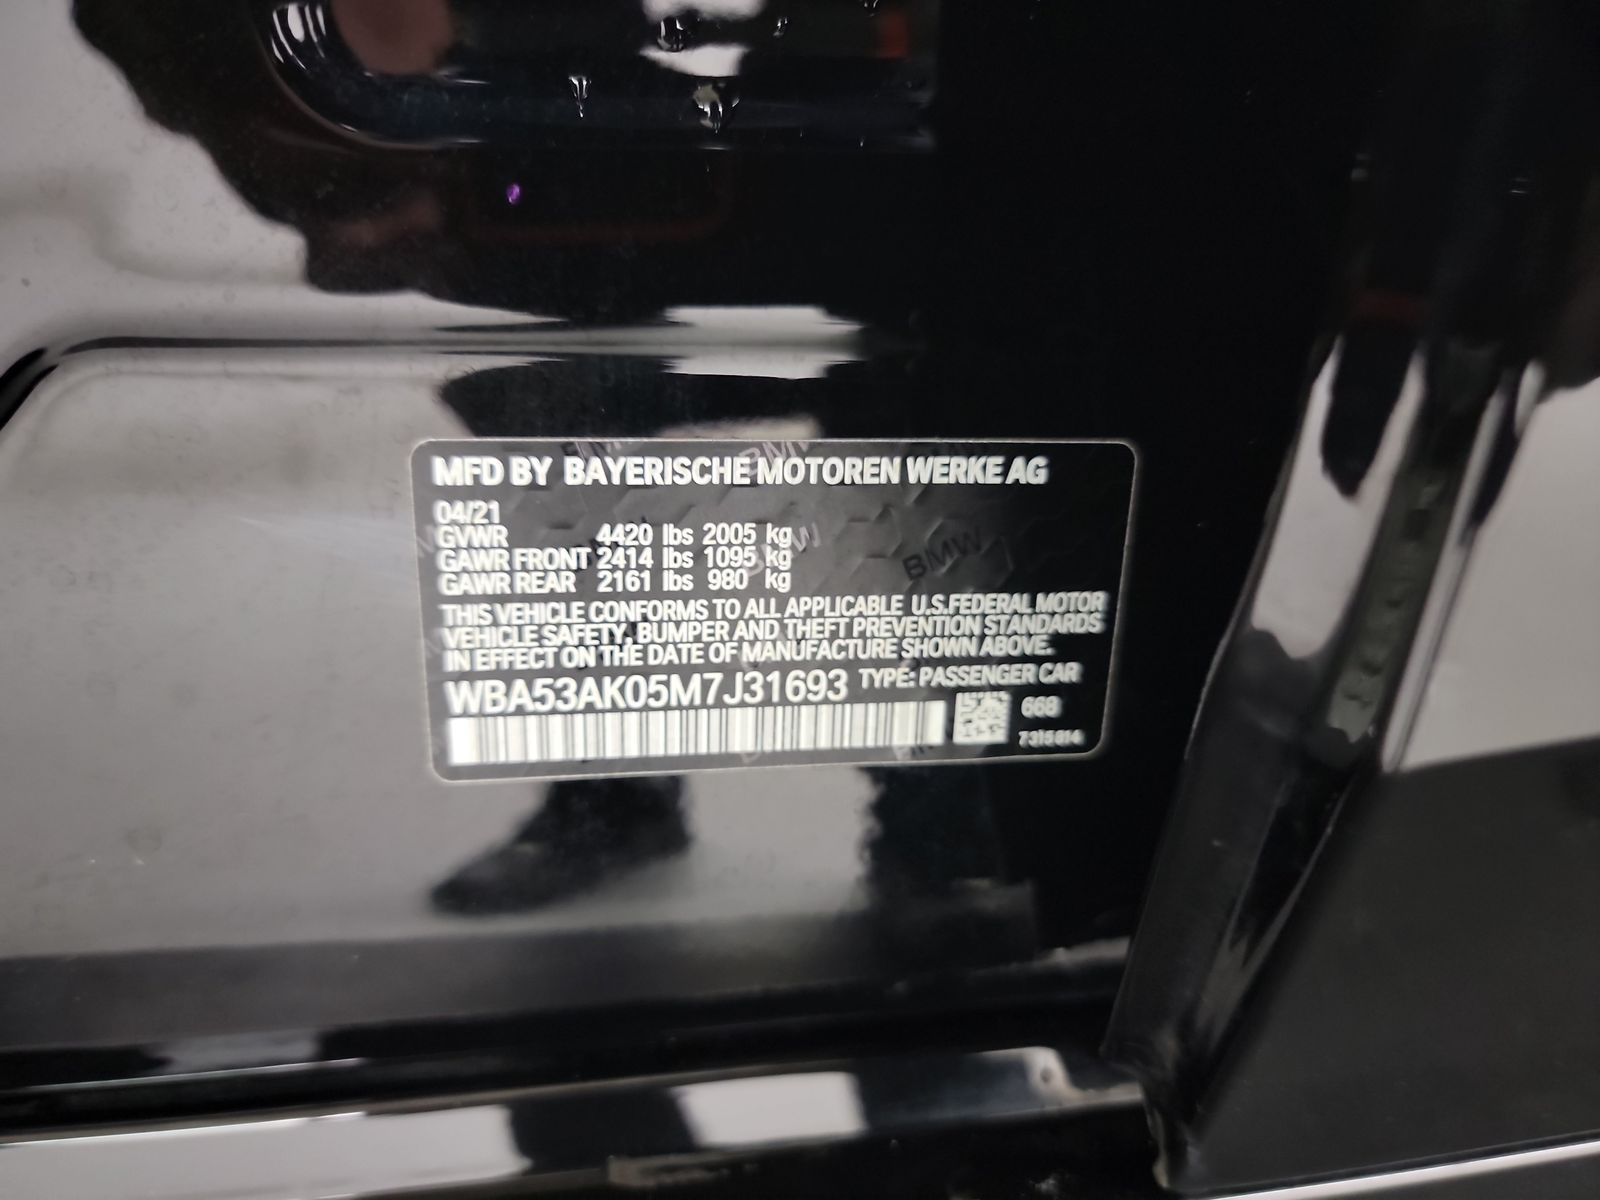 MFD BY BAYERISCHE MOTOREN WERKE AG
04/21
GVWR 4420 lbs 2005 kg
GAWR FRONT 2414 lbs 1095 kg
GAWR REAR 2161 lbs 980 kg
THIS VEHICLE CONFORMS TO ALL APPLICABLE U.S.FEDERAL MOTOR
VEHICLE SAFETY, BUMPER AND THEFT PREVENTION STANDARDS
IN EFFECT ON THE DATE OF MANUFACTURE SHOWN ABOVE.
WBA53AK05M7J31693 TYPE: PASSENGER CAR
668